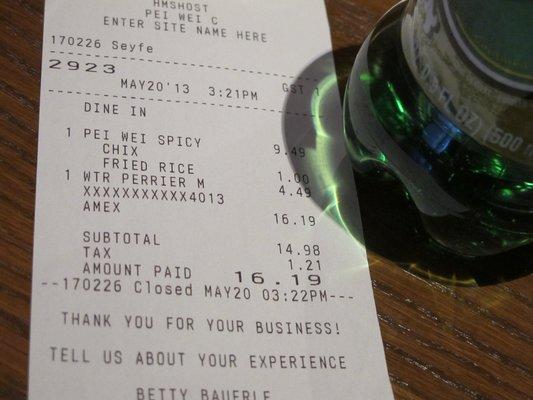 HMSHOST
PEI WEI C
ENTER SITE NAME HERE
170226 Seyfe
2923
MAY20'13 3:21PM GST 1
DINE IN
1 PEI WEI SPICY 9.49
CHIX
FRIED RICE 1.00
1 WTR PERRIER M 4.49
XXXXXXXXXXX4013
AMEX 16.19
SUBTOTAL 14.98
TAX 1.21
AMOUNT PAID 16.19
--170226 Closed MAY20 03:22PM---
THANK YOU FOR YOUR BUSINESS!
TELL US ABOUT YOUR EXPERIENCE
BETTY BAUERLE
FL OZ) (500 m